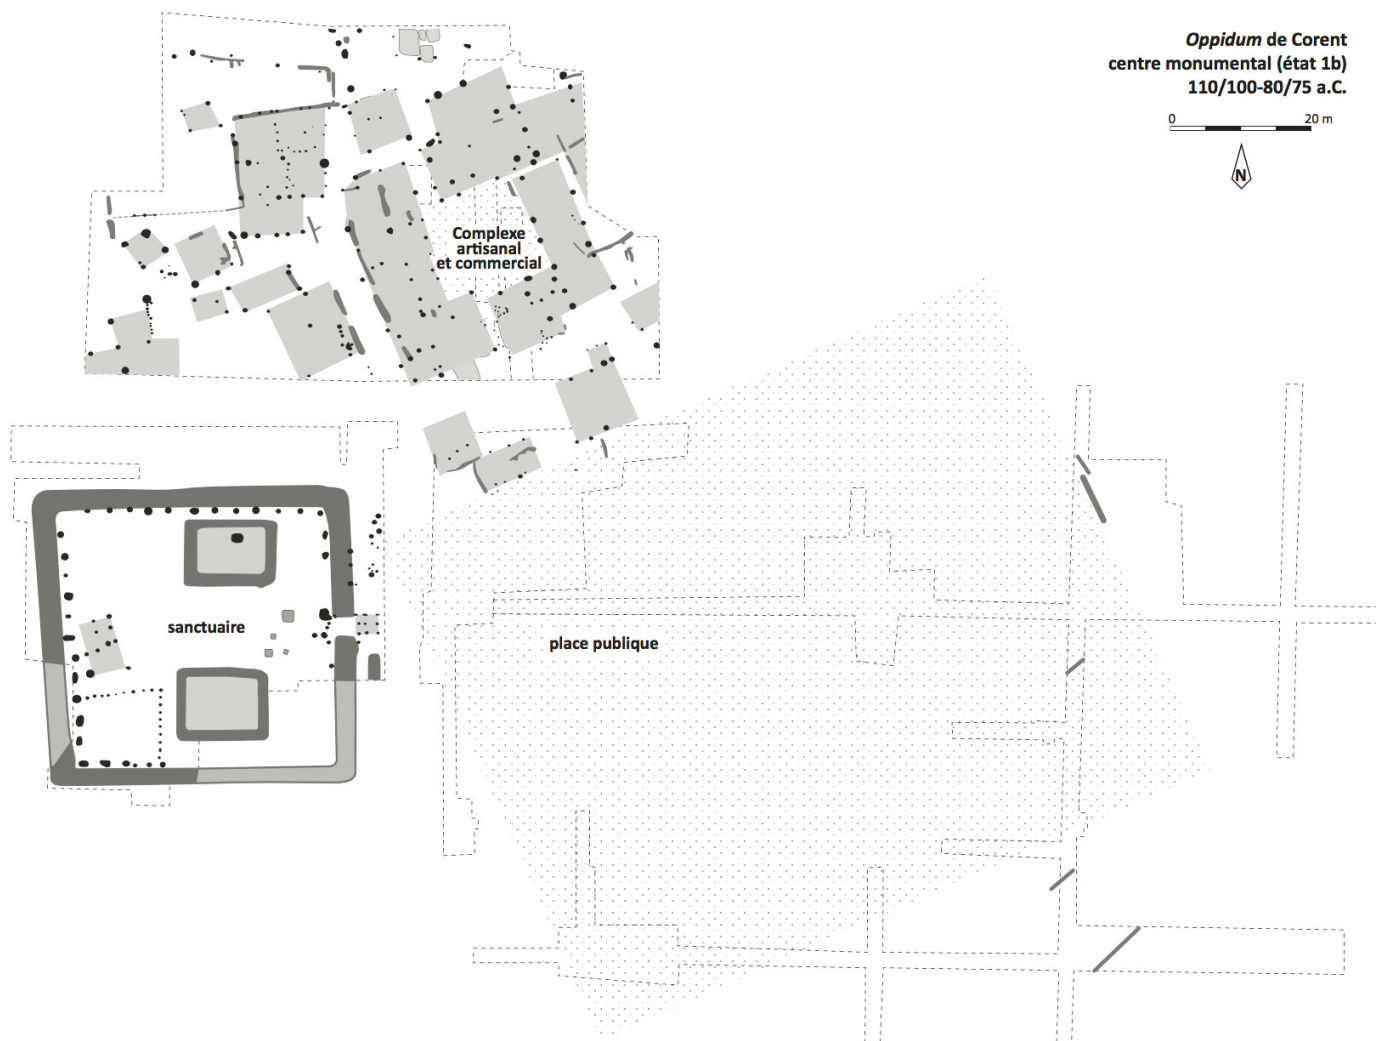 Oppidum de Corent
centre monumental (état 1b)
110/100-80/75 a.C.
0 20 m
N
Complexe
artisanal
et commercial
sanctuaire
place publique